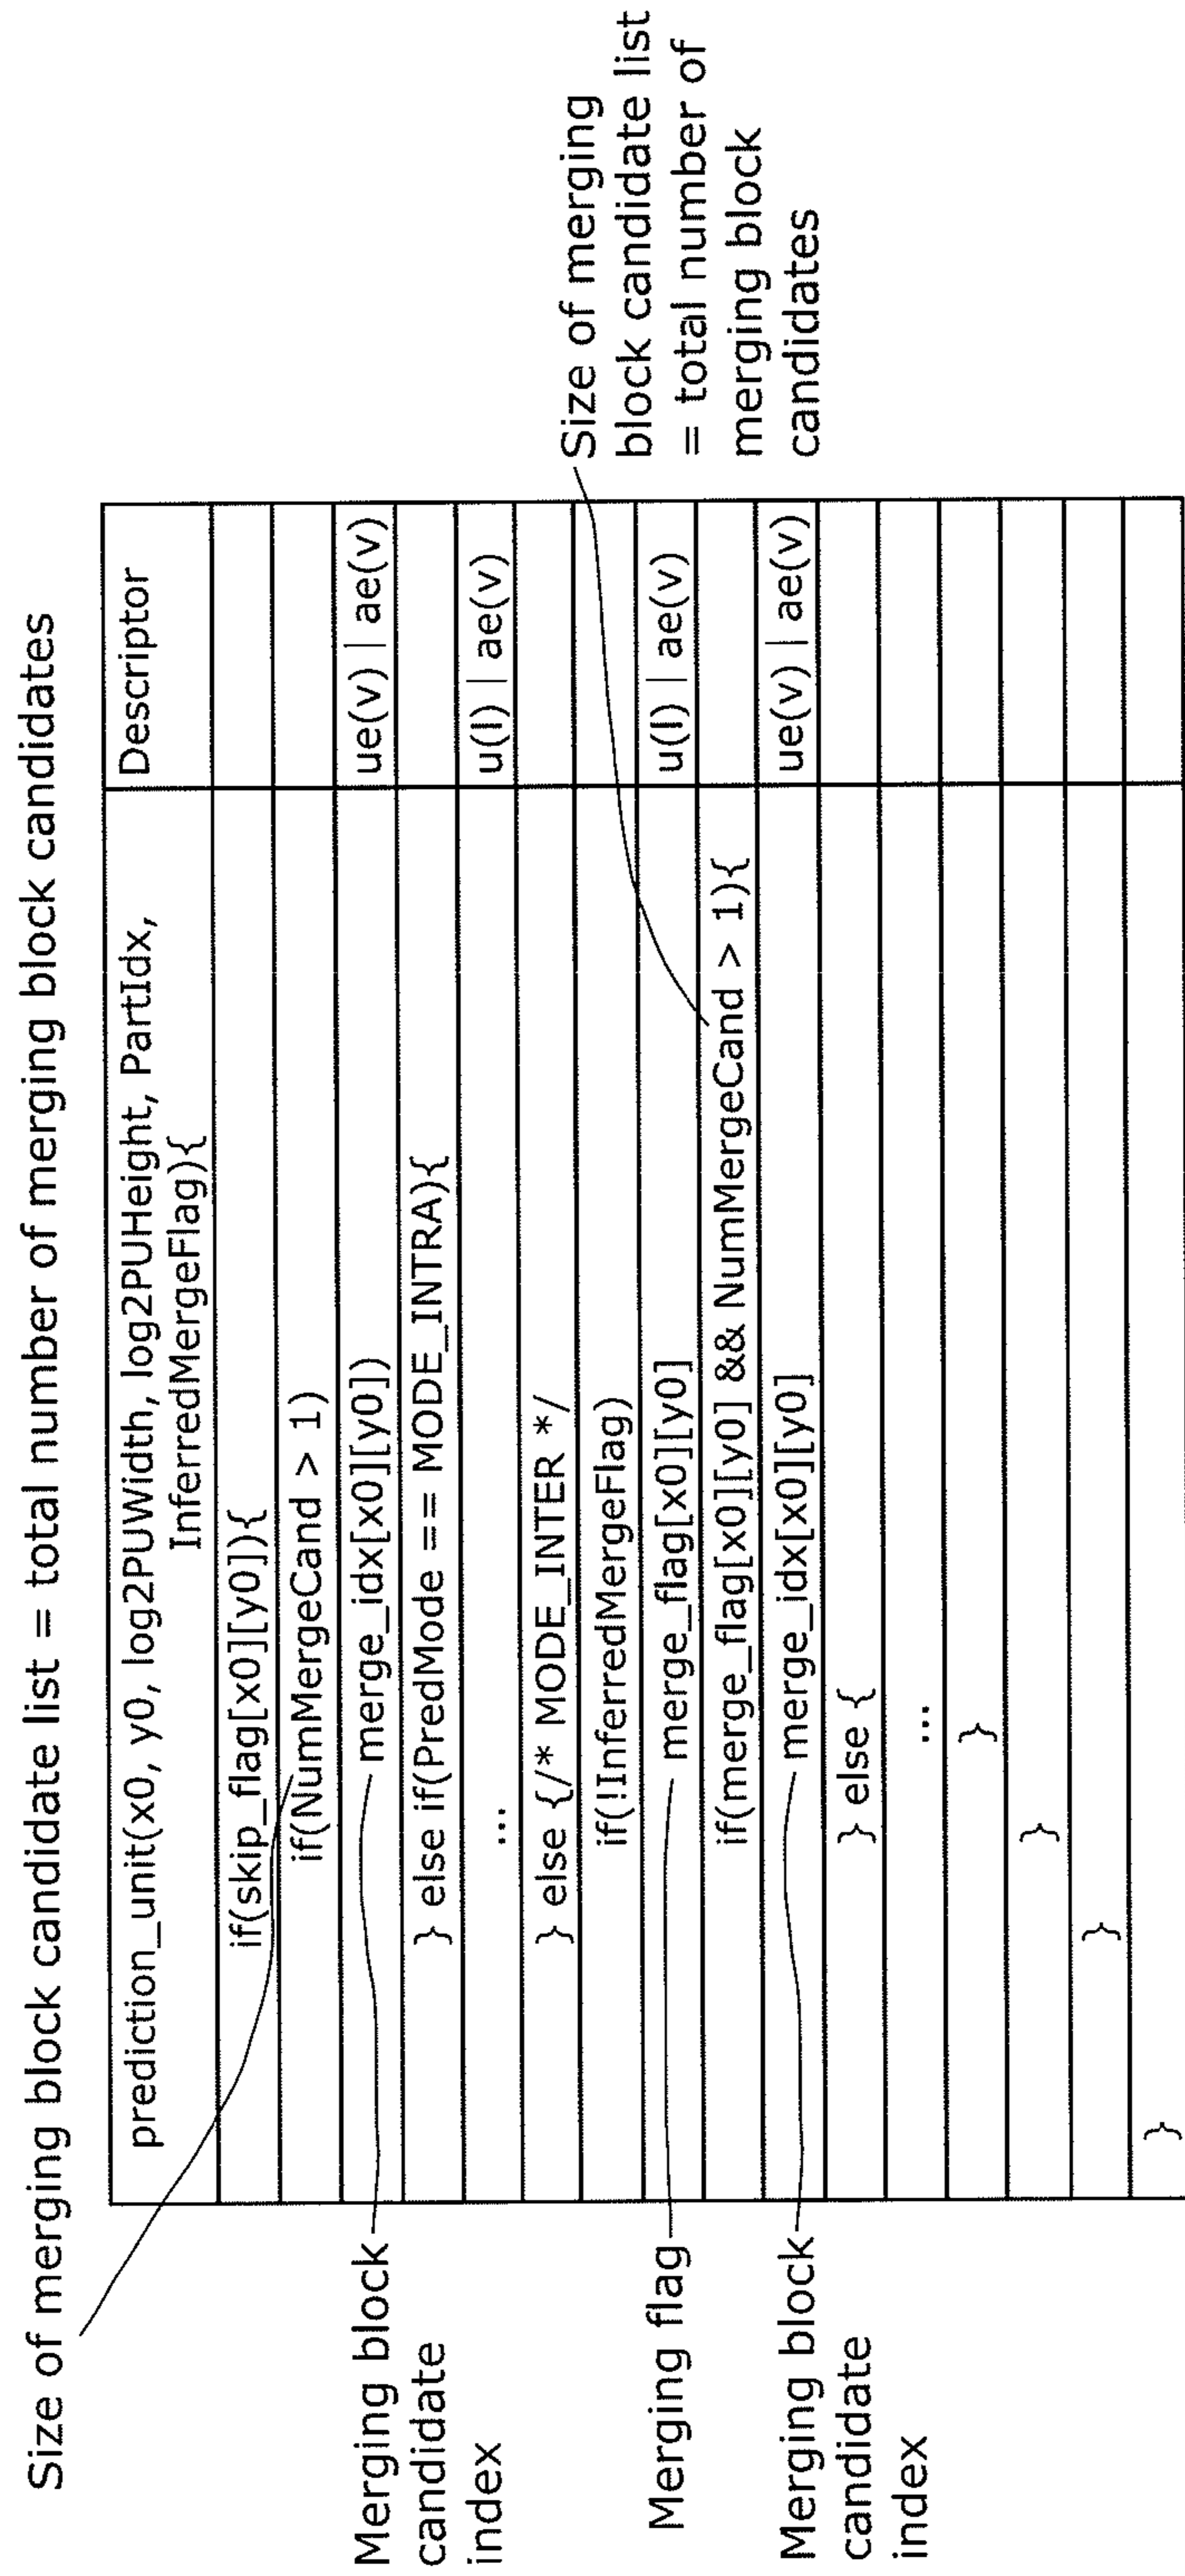 Size of merging block candidate list = total number of merging block candidates
prediction_unit(x0, y0, log2PUWidth, log2PUHeight, PartIdx,
InferredMergeFlag){
Descriptor
if(skip_flag[x0][y0]){
if(NumMergeCand > 1)
Merging block
candidate
index
merge_idx[x0][y0])
ue(v) | ae(v)
} else if(PredMode == MODE_INTRA){
...
u(l) | ae(v)
} else {/* MODE_INTER */
if(!InferredMergeFlag)
Merging flag
merge_flag[x0][y0]
u(l) | ae(v)
if(merge_flag[x0][y0] && NumMergeCand > 1){
Size of merging
block candidate list
= total number of
merging block
candidates
Merging block
candidate
index
merge_idx[x0][y0]
ue(v) | ae(v)
} else {
...
}
}
}
}